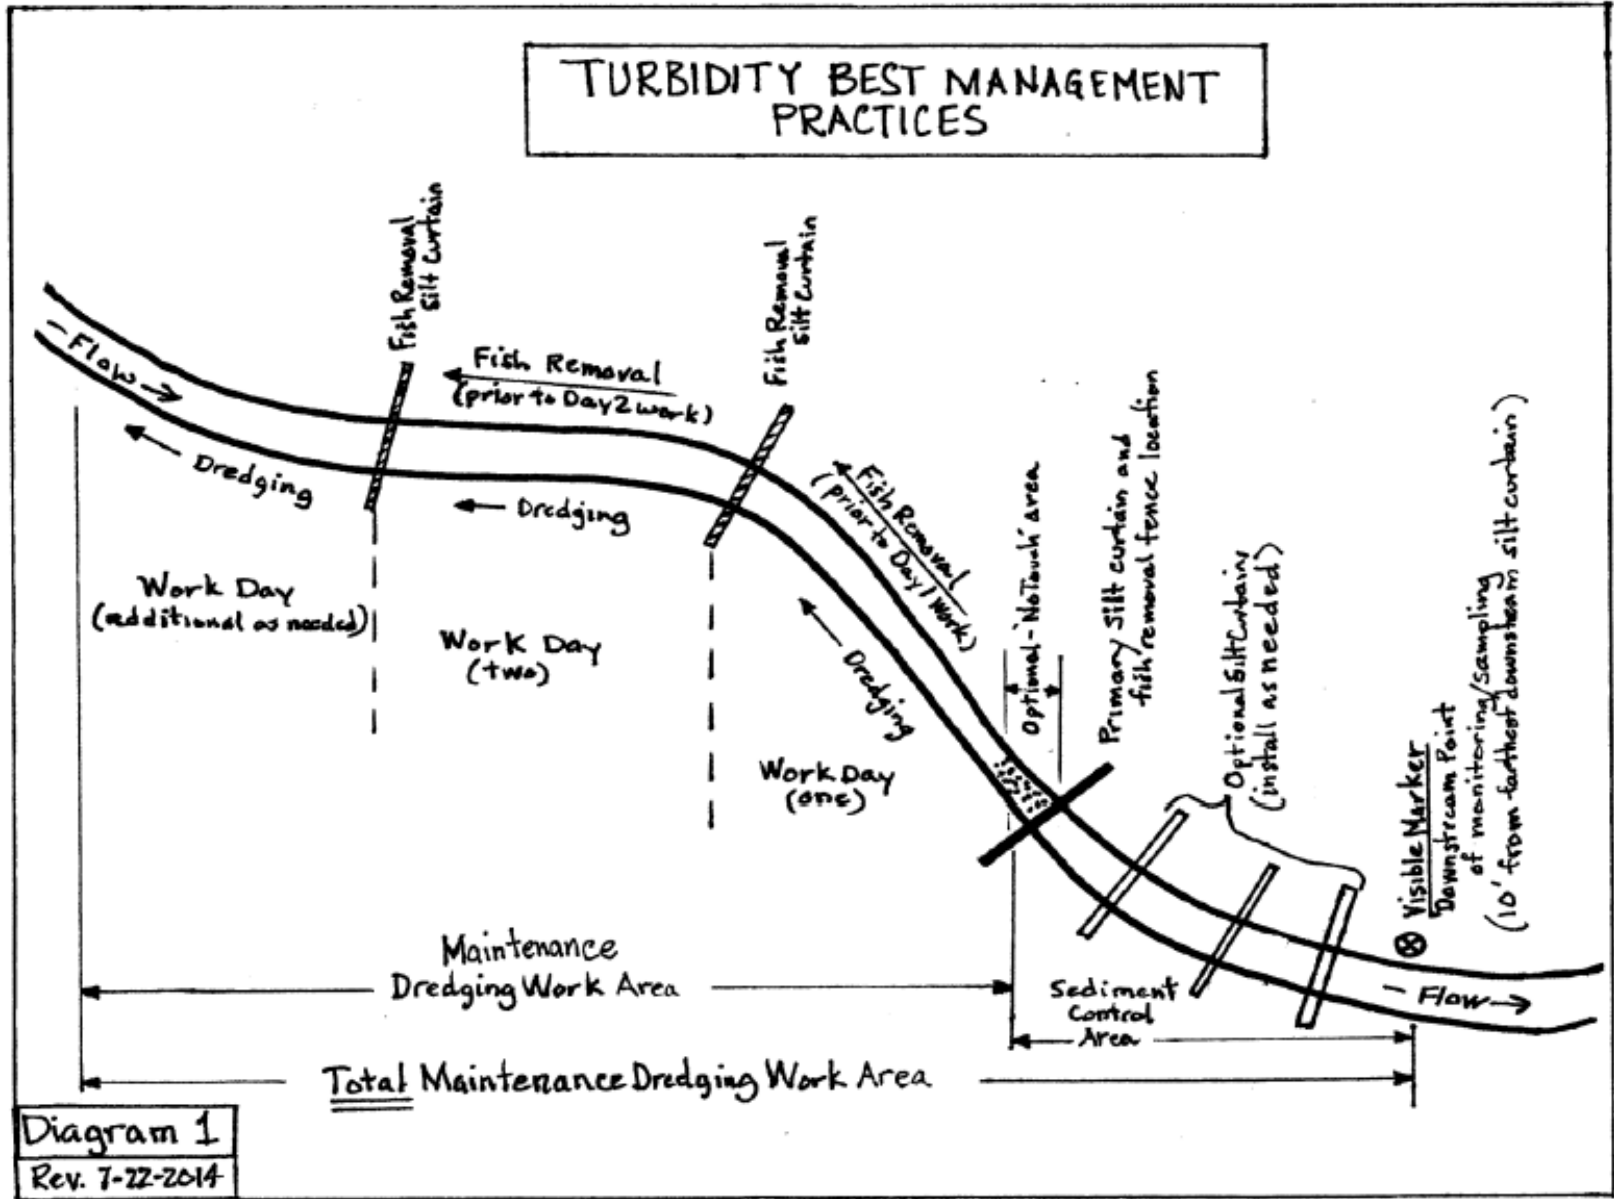 TURBIDITY BEST MANAGEMENT
PRACTICES
Fish Removal
Silt Curtain
Fish Removal
Silt Curtain
Fish Removal
(prior to Day 2 work)
Fish Removal
(prior to Day 1 Work)
Optional-'No Touch' area
Primary Silt curtain and
fish removal fence location
Optional Silt Curtains
(install as needed)
Visible Marker
Downstream Point
of monitoring/sampling
(10' from farthest downstream silt curtain)
- Flow →
← Dredging
← Dredging
← Dredging
Work Day
(additional as needed)
Work Day
(two)
Work Day
(one)
Maintenance
Dredging Work Area
Sediment
Control
Area
- Flow →
Total Maintenance Dredging Work Area
Diagram 1
Rev. 7-22-2014